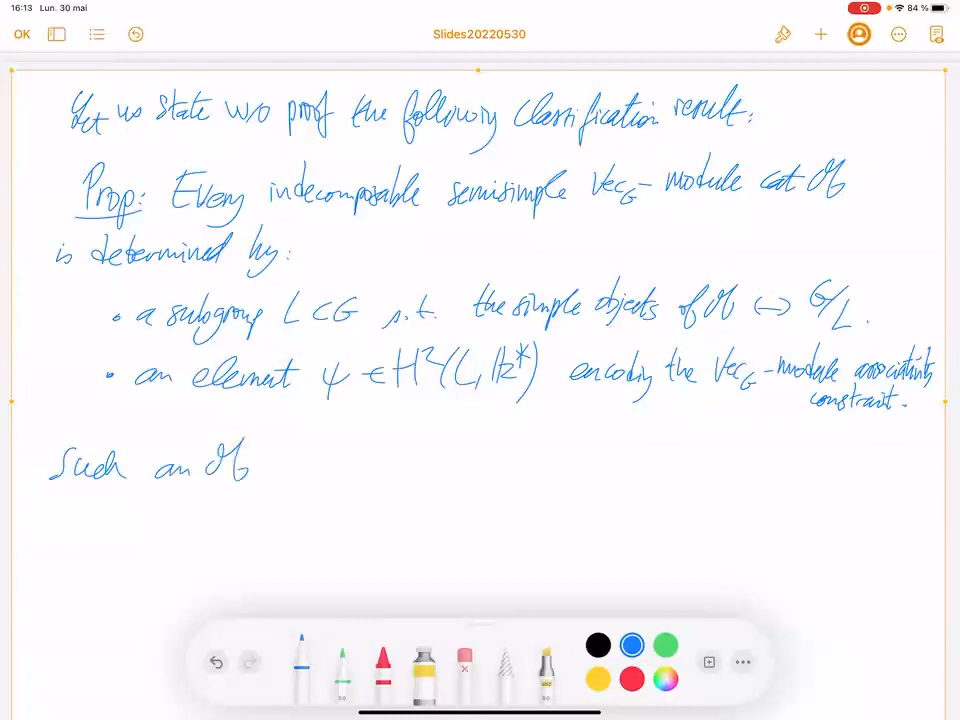 16:13 Lun. 30 mai
84 %
OK
Slides20220530
Let us state w/o proof the following classification result:
Prop: Every indecomposable semisimple Vec_G-module cat ℳ
is determined by:
• a subgroup L ⊂ G s.t. the simple objects of ℳ ↔ G/L.
• an element ψ ∈ H²(L, 𝕜*) encoding the Vec_G-module associativity
constraint.
Such an ℳ